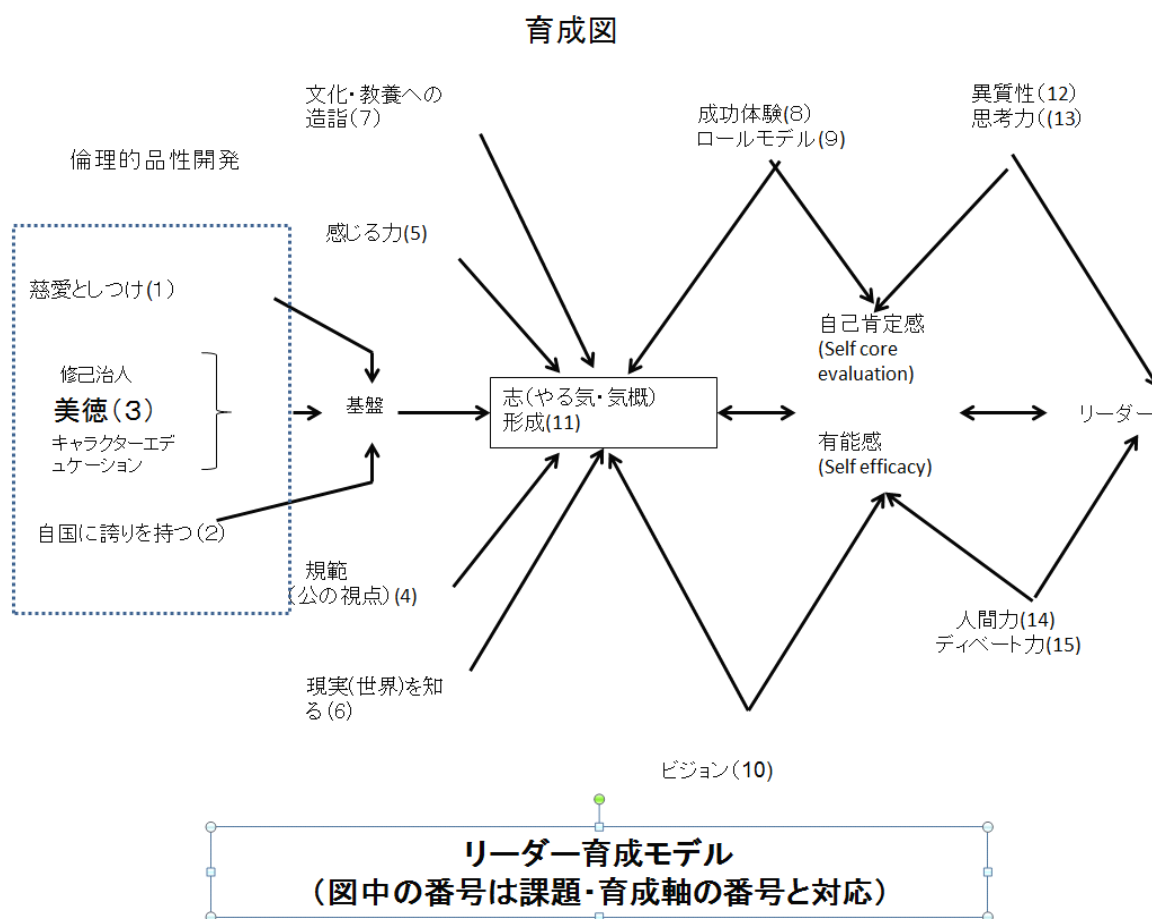 育成図
文化・教養への
造詣(7)
成功体験(8)
ロールモデル(9)
異質性(12)
思考力((13)
倫理的品性開発
感じる力(5)
慈愛としつけ(1)
修己治人
美徳(3)
キャラクターエデ
ュケーション
自国に誇りを持つ(2)
基盤
志(やる気・気概)
形成(11)
自己肯定感
(Self core
evaluation)
有能感
(Self efficacy)
リーダー
規範
(公の視点)(4)
現実(世界)を知
る(6)
人間力(14)
ディベート力(15)
ビジョン(10)
リーダー育成モデル
(図中の番号は課題・育成軸の番号と対応)